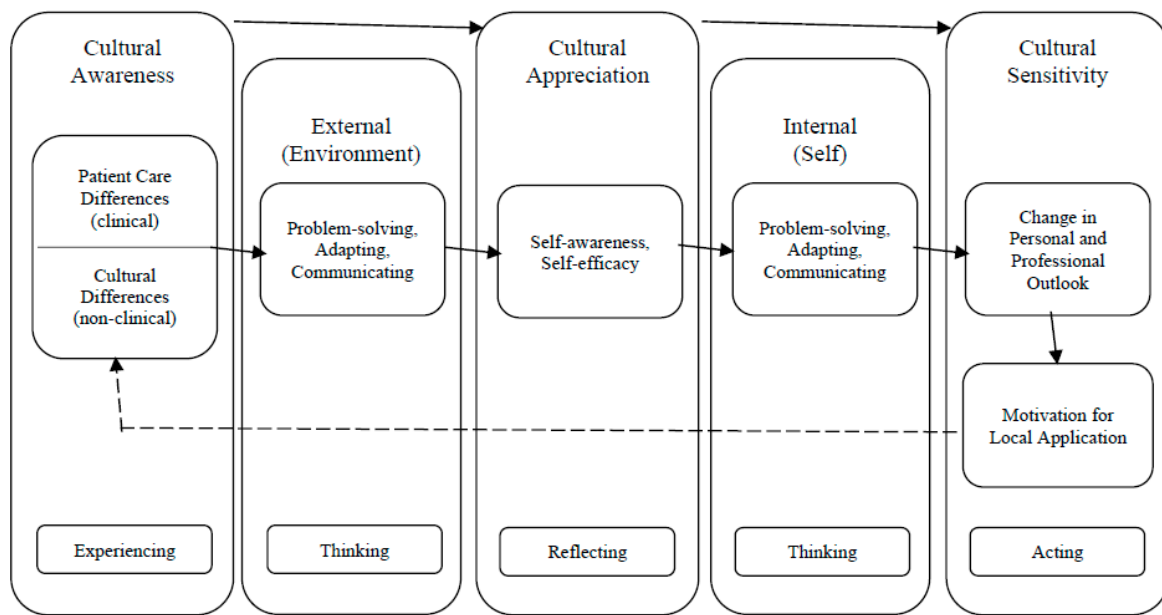 Cultural
Awareness
Patient Care
Differences
(clinical)
Cultural
Differences
(non-clinical)
Experiencing
External
(Environment)
Problem-solving,
Adapting,
Communicating
Thinking
Cultural
Appreciation
Self-awareness,
Self-efficacy
Reflecting
Internal
(Self)
Problem-solving,
Adapting,
Communicating
Thinking
Cultural
Sensitivity
Change in
Personal and
Professional
Outlook
Motivation for
Local Application
Acting